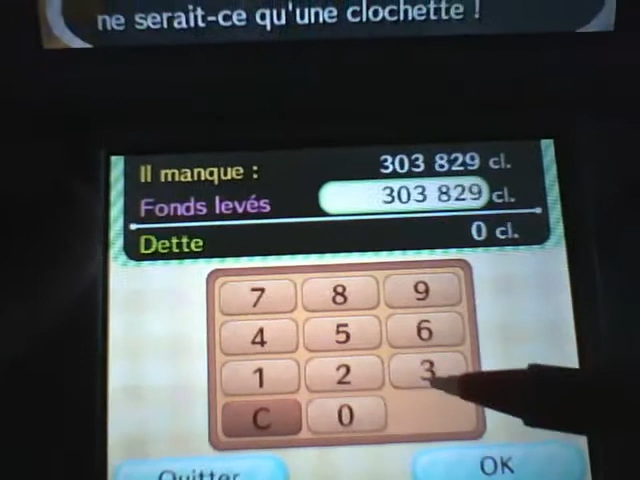 ne serait-ce qu'une clochette !
Il manque : 303 829 cl.
Fonds levés 303 829 cl.
Dette 0 cl.
7 8 9
4 5 6
1 2 3
C 0
Quitter OK